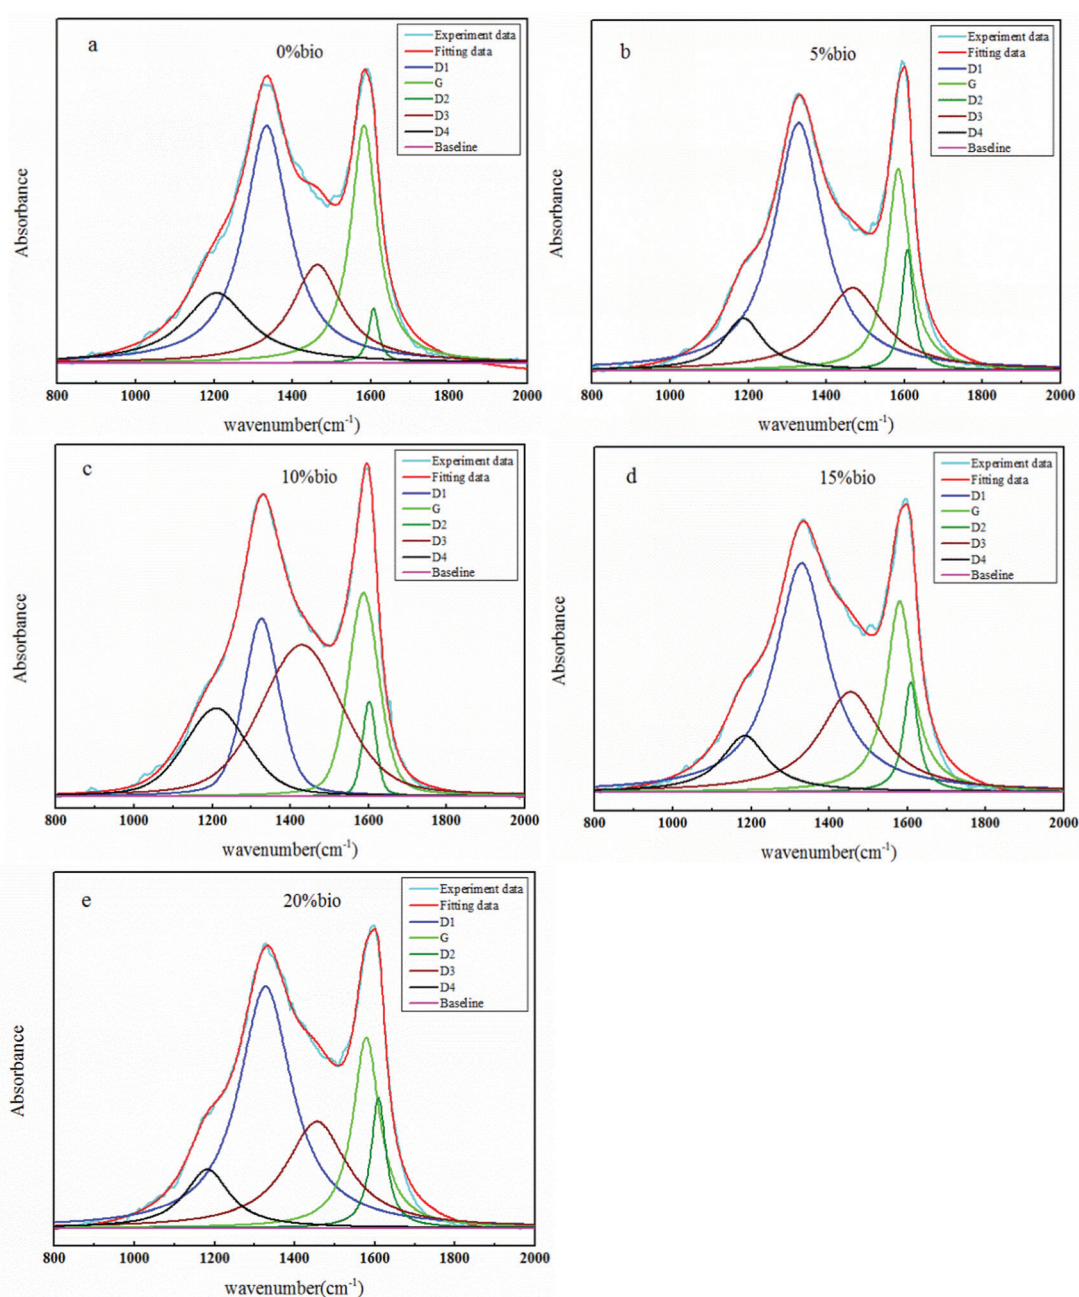 a
0%bio
Experiment data
Fitting data
D1
G
D2
D3
D4
Baseline
Absorbance
800 1000 1200 1400 1600 1800 2000
wavenumber(cm-1)
b
5%bio
Experiment data
Fitting data
D1
G
D2
D3
D4
Baseline
Absorbance
800 1000 1200 1400 1600 1800 2000
wavenumber(cm-1)
c
10%bio
Experiment data
Fitting data
D1
G
D2
D3
D4
Baseline
Absorbance
800 1000 1200 1400 1600 1800 2000
wavenumber(cm-1)
d
15%bio
Experiment data
Fitting data
D1
G
D2
D3
D4
Baseline
Absorbance
800 1000 1200 1400 1600 1800 2000
wavenumber(cm-1)
e
20%bio
Experiment data
Fitting data
D1
G
D2
D3
D4
Baseline
Absorbance
800 1000 1200 1400 1600 1800 2000
wavenumber(cm-1)